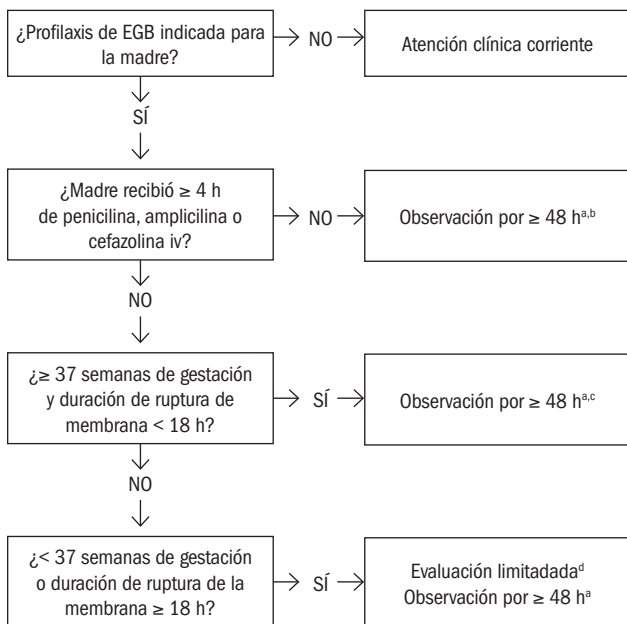 ¿Profilaxis de EGB indicada para
la madre?
NO
Atención clínica corriente
SÍ
¿Madre recibió ≥ 4 h
de penicilina, amplicilina o
cefazolina iv?
NO
Observación por ≥ 48 hᵃ,ᵇ
NO
¿≥ 37 semanas de gestación
y duración de ruptura de
membrana < 18 h?
SÍ
Observación por ≥ 48 hᵃ,ᶜ
NO
¿< 37 semanas de gestación
o duración de ruptura de la
membrana ≥ 18 h?
SÍ
Evaluación limitadadaᵈ
Observación por ≥ 48 hᵃ